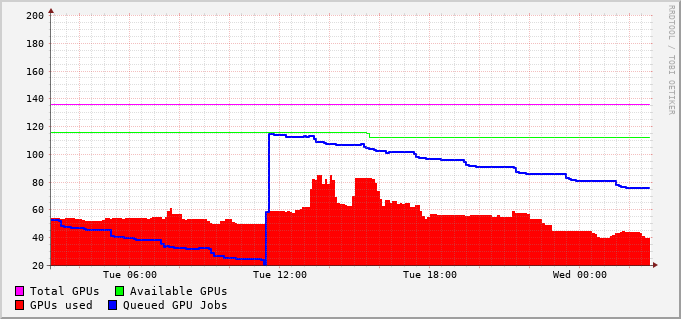 200
180
160
140
120
100
80
60
40
20
Tue 06:00 Tue 12:00 Tue 18:00 Wed 00:00
Total GPUs Available GPUs
GPUs used Queued GPU Jobs
RRDTOOL / TOBI OETIKER